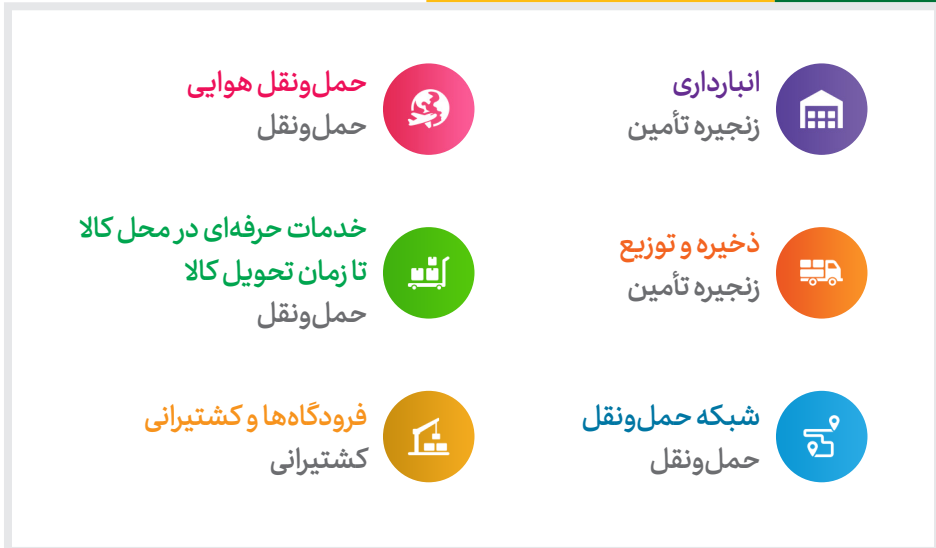 انبارداری
زنجیره تأمین
حمل‌ونقل هوایی
حمل‌ونقل
ذخیره و توزیع
زنجیره تأمین
خدمات حرفه‌ای در محل کالا
تا زمان تحویل کالا
حمل‌ونقل
شبکه حمل‌ونقل
حمل‌ونقل
فرودگاه‌ها و کشتیرانی
کشتیرانی